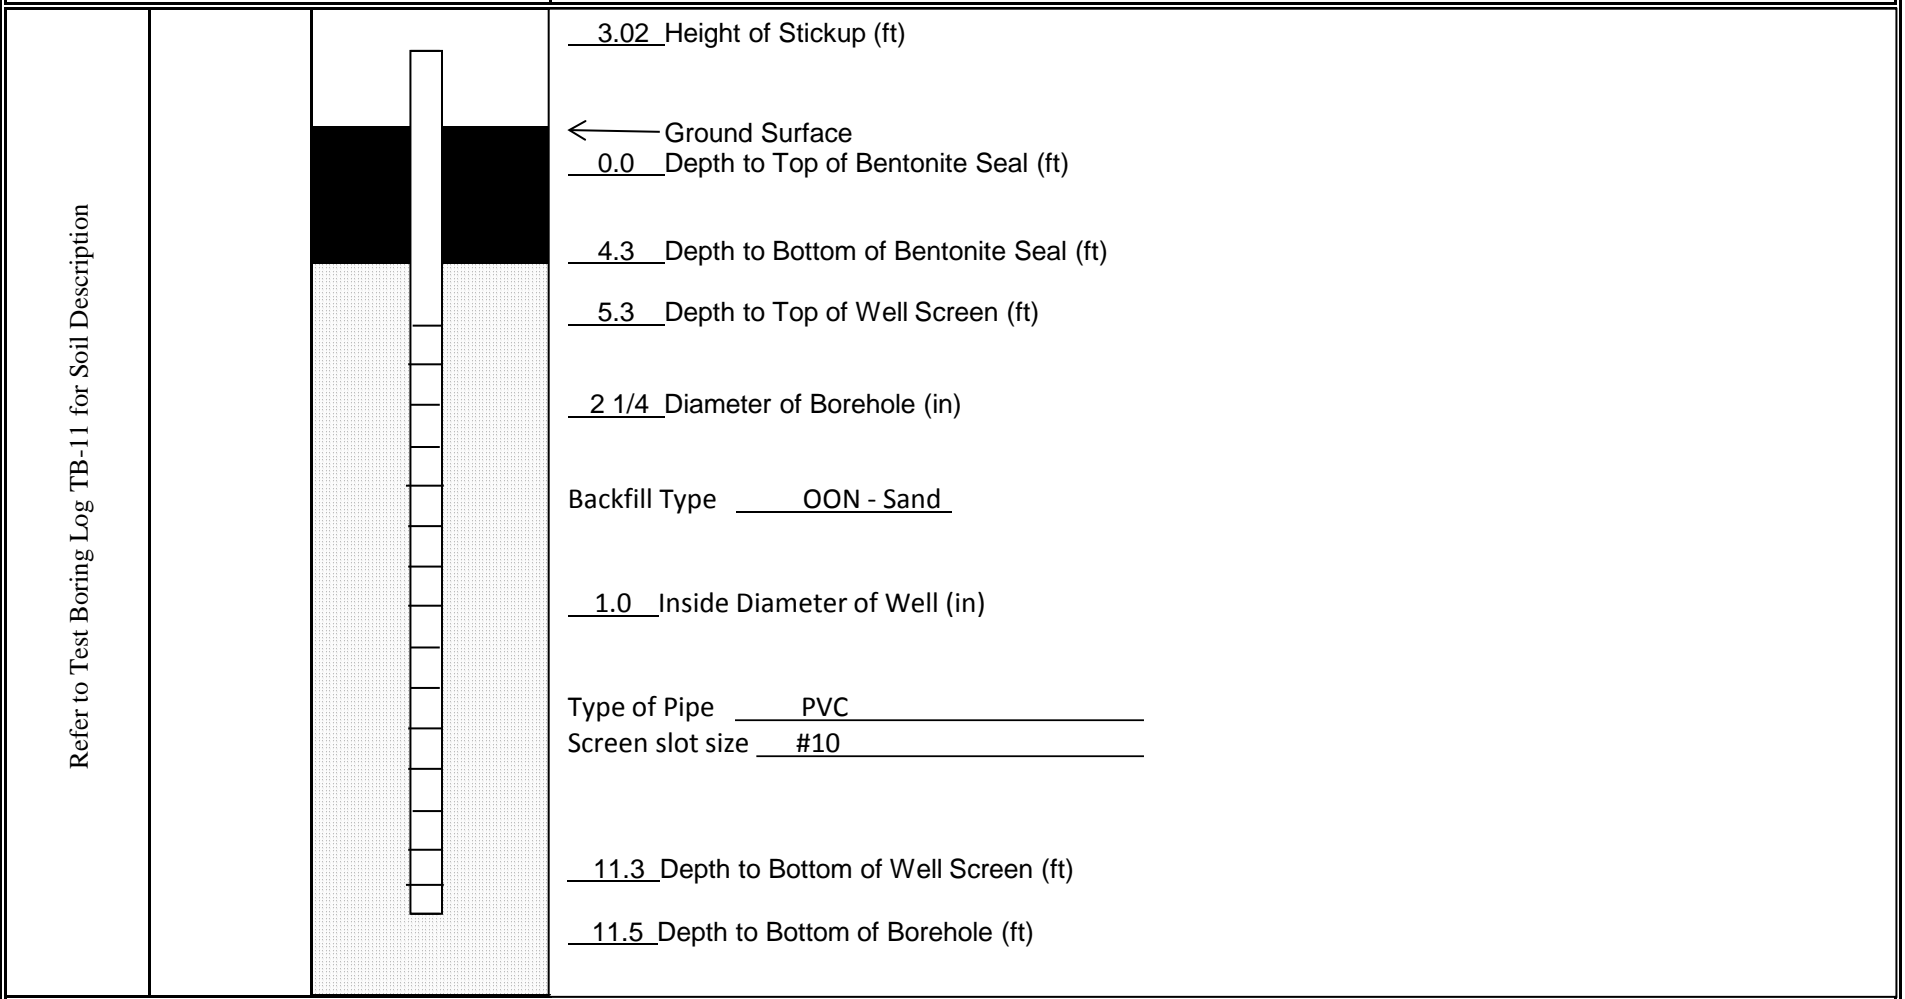 Refer to Test Boring Log TB-11 for Soil Description
3.02 Height of Stickup (ft)
Ground Surface
0.0 Depth to Top of Bentonite Seal (ft)
4.3 Depth to Bottom of Bentonite Seal (ft)
5.3 Depth to Top of Well Screen (ft)
2 1/4 Diameter of Borehole (in)
Backfill Type OON - Sand
1.0 Inside Diameter of Well (in)
Type of Pipe PVC
Screen slot size #10
11.3 Depth to Bottom of Well Screen (ft)
11.5 Depth to Bottom of Borehole (ft)